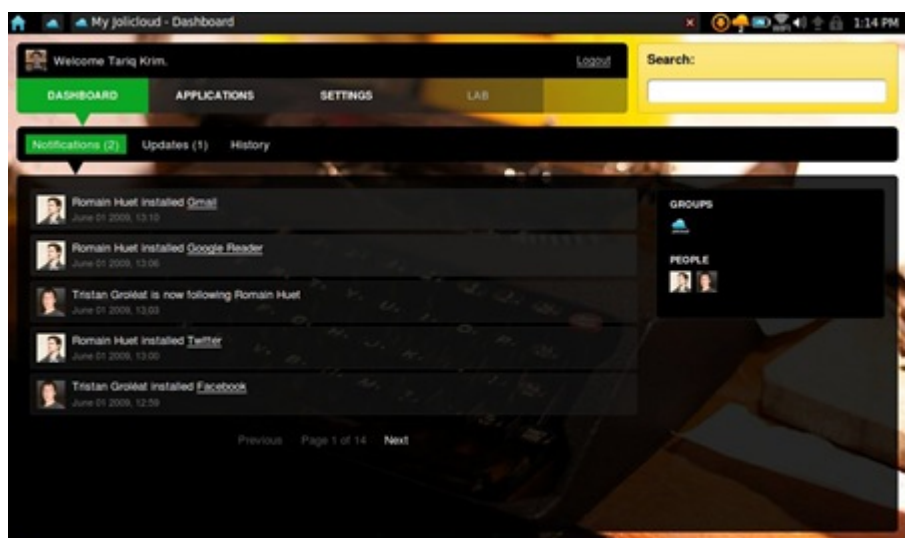 My Jolicloud - Dashboard
1:14 PM
Welcome Tariq Krim.
Logout
Search:
DASHBOARD APPLICATIONS SETTINGS LAB
Notifications (2) Updates (1) History
Romain Huet installed Gmail
June 01 2009, 13:10
Romain Huet installed Google Reader
June 01 2009, 13:06
Tristan Groléat is now following Romain Huet
June 01 2009, 13:03
Romain Huet installed Twitter
June 01 2009, 13:00
Tristan Groléat installed Facebook
June 01 2009, 12:59
Previous Page 1 of 14 Next
GROUPS
PEOPLE